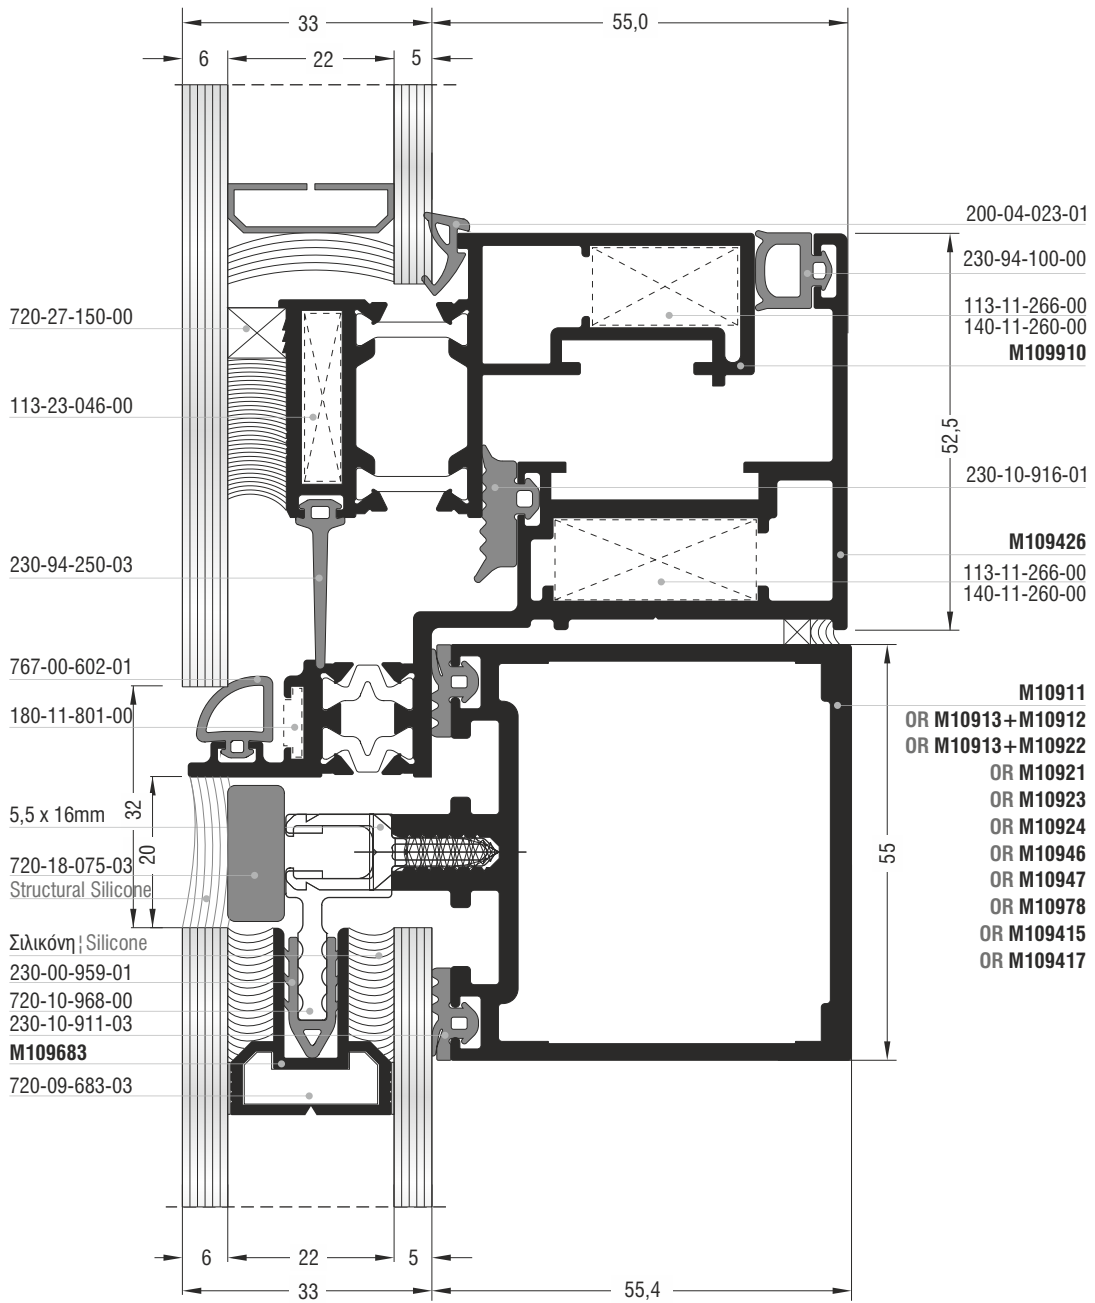 33
55,0
6
22
5
200-04-023-01
230-94-100-00
113-11-266-00
140-11-260-00
M109910
52,5
230-10-916-01
M109426
113-11-266-00
140-11-260-00
720-27-150-00
113-23-046-00
230-94-250-03
767-00-602-01
180-11-801-00
32
20
5,5 x 16mm
720-18-075-03
Structural Silicone
Σιλικόνη ¦ Silicone
230-00-959-01
720-10-968-00
230-10-911-03
M109683
720-09-683-03
M10911
OR M10913+M10912
OR M10913+M10922
OR M10921
OR M10923
OR M10924
OR M10946
OR M10947
OR M10978
OR M109415
OR M109417
55
6
22
5
33
55,4